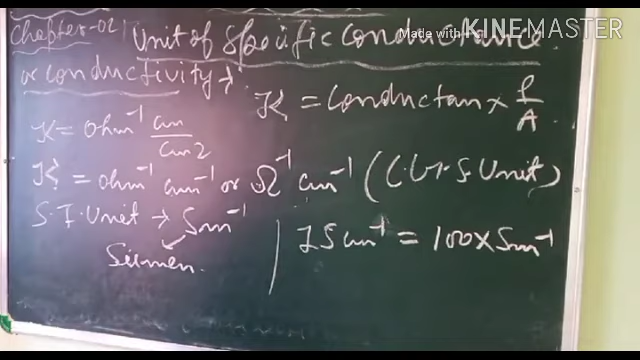 Made with KINEMASTER
Chapter-02
Unit of Specific Conductance
or conductivity →
K = Conductan × l/A
K = ohm⁻¹ cm/cm2
K = ohm⁻¹ cm⁻¹ or Ω⁻¹ cm⁻¹ (C.G.S. Unit)
S.I. Unit → Sm⁻¹
Siemen.
1 S cm⁻¹ = 100 × Sm⁻¹